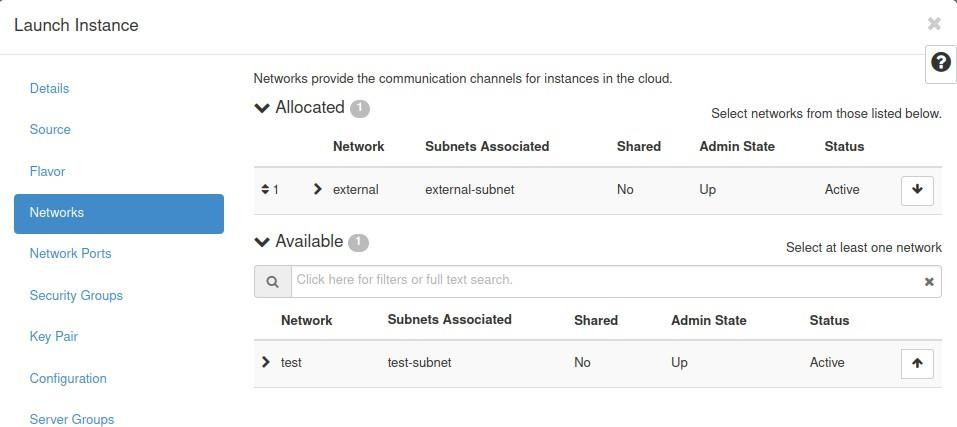 Launch Instance
Details
Source
Flavor
Networks
Network Ports
Security Groups
Key Pair
Configuration
Server Groups
Networks provide the communication channels for instances in the cloud.
Allocated 1
Select networks from those listed below.
Network Subnets Associated Shared Admin State Status
1 external external-subnet No Up Active
Available 1
Select at least one network
Click here for filters or full text search.
Network Subnets Associated Shared Admin State Status
test test-subnet No Up Active